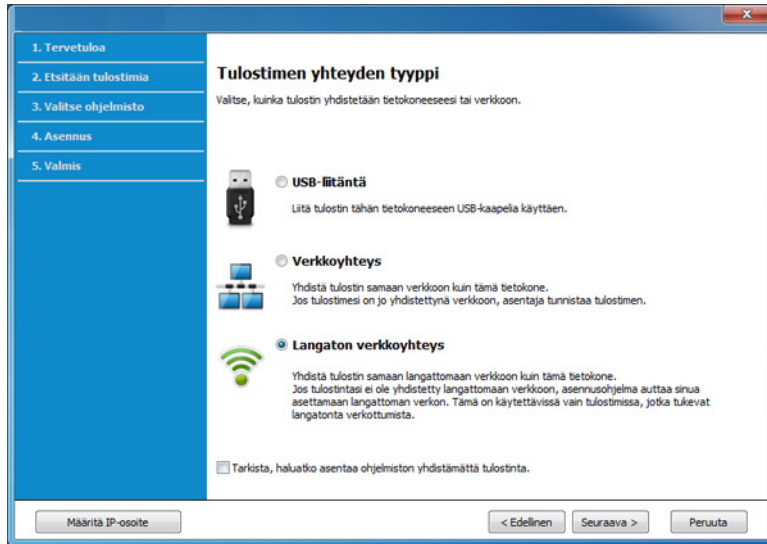 1. Tervetuloa
2. Etsitään tulostimia
3. Valitse ohjelmisto
4. Asennus
5. Valmis
Tulostimen yhteyden tyyppi
Valitse, kuinka tulostin yhdistetään tietokoneeseesi tai verkkoon.
USB-liitäntä
Liitä tulostin tähän tietokoneeseen USB-kaapelia käyttäen.
Verkkoyhteys
Yhdistä tulostin samaan verkkoon kuin tämä tietokone.
Jos tulostimesi on jo yhdistettynä verkkoon, asentaja tunnistaa tulostimen.
Langaton verkkoyhteys
Yhdistä tulostin samaan langattomaan verkkoon kuin tämä tietokone.
Jos tulostintasi ei ole yhdistetty langattomaan verkkoon, asennusohjelma auttaa sinua
asettamaan langattoman verkon. Tämä on käytettävissä vain tulostimissa, jotka tukevat
langatonta verkottumista.
Tarkista, haluatko asentaa ohjelmiston yhdistämättä tulostinta.
Määritä IP-osoite
< Edellinen
Seuraava >
Peruuta